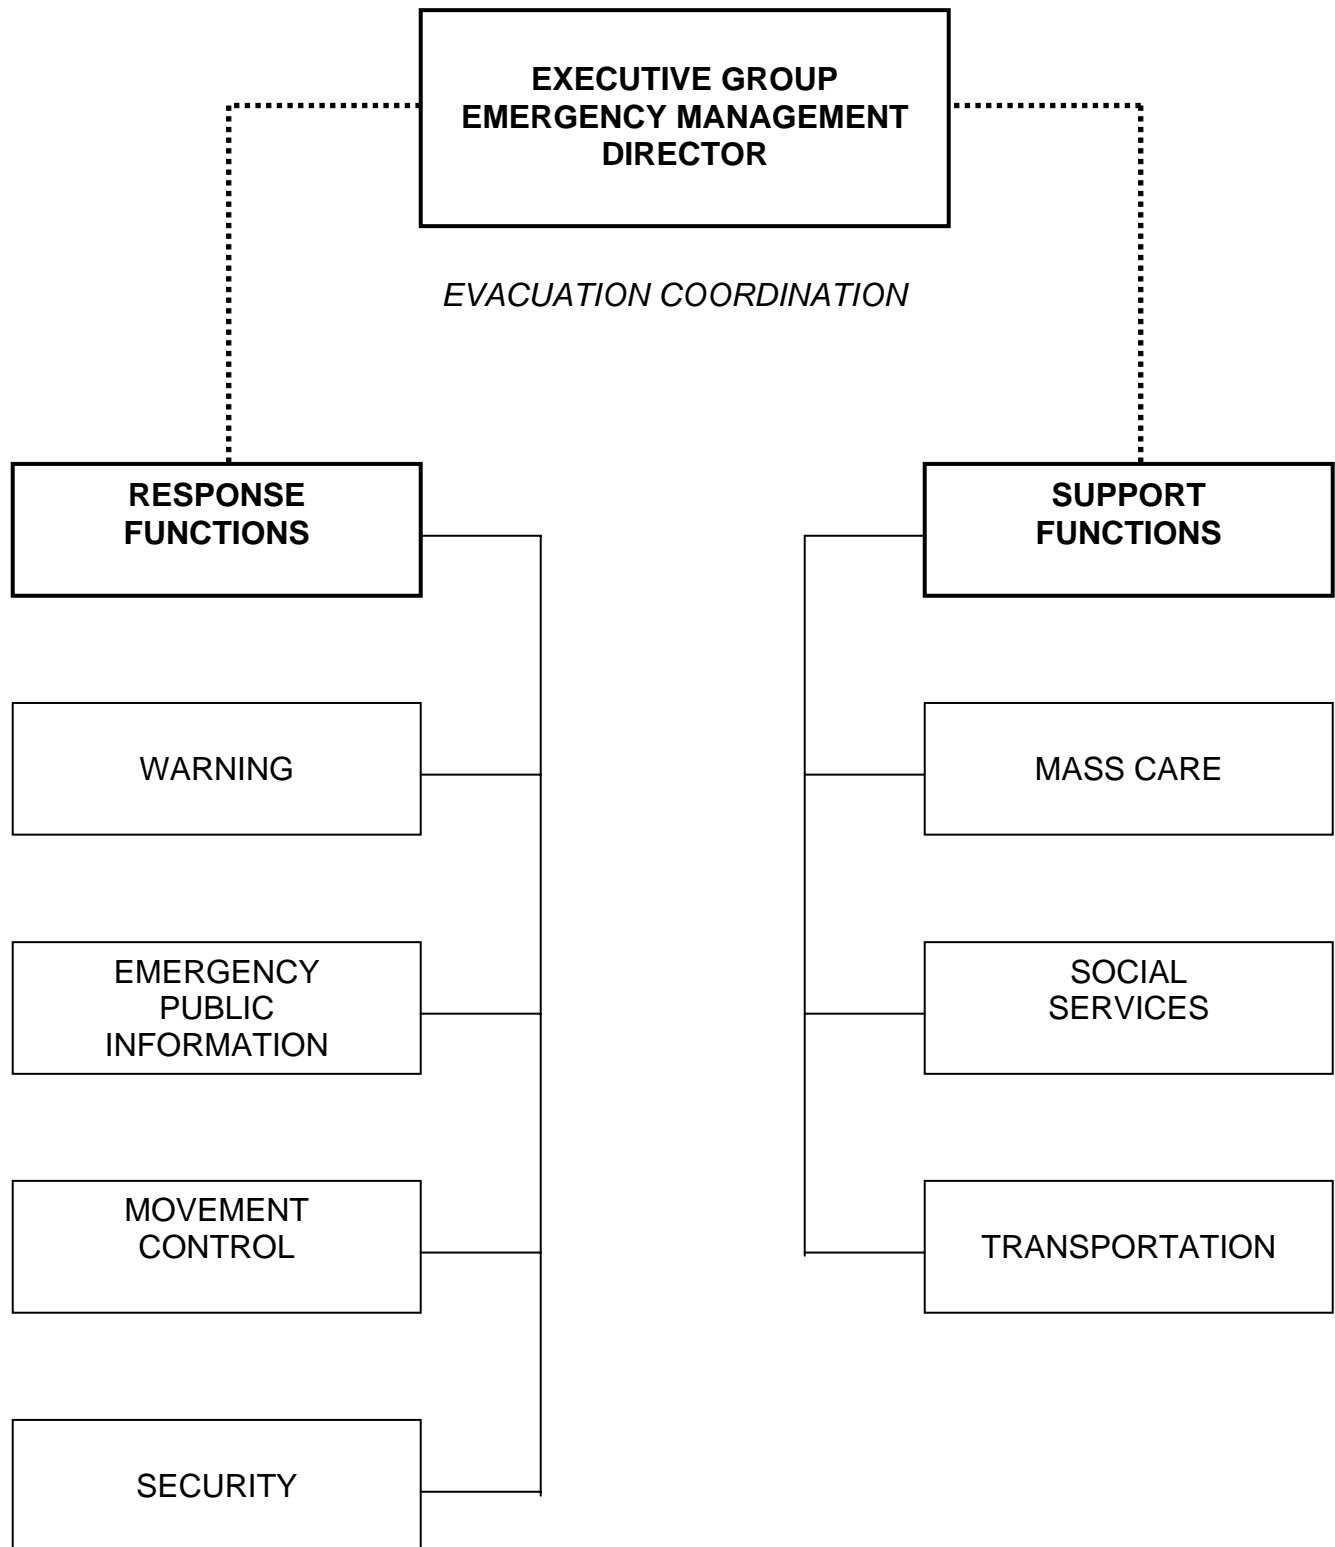 EXECUTIVE GROUP
EMERGENCY MANAGEMENT
DIRECTOR
EVACUATION COORDINATION
RESPONSE
FUNCTIONS
WARNING
EMERGENCY
PUBLIC
INFORMATION
MOVEMENT
CONTROL
SECURITY
SUPPORT
FUNCTIONS
MASS CARE
SOCIAL
SERVICES
TRANSPORTATION